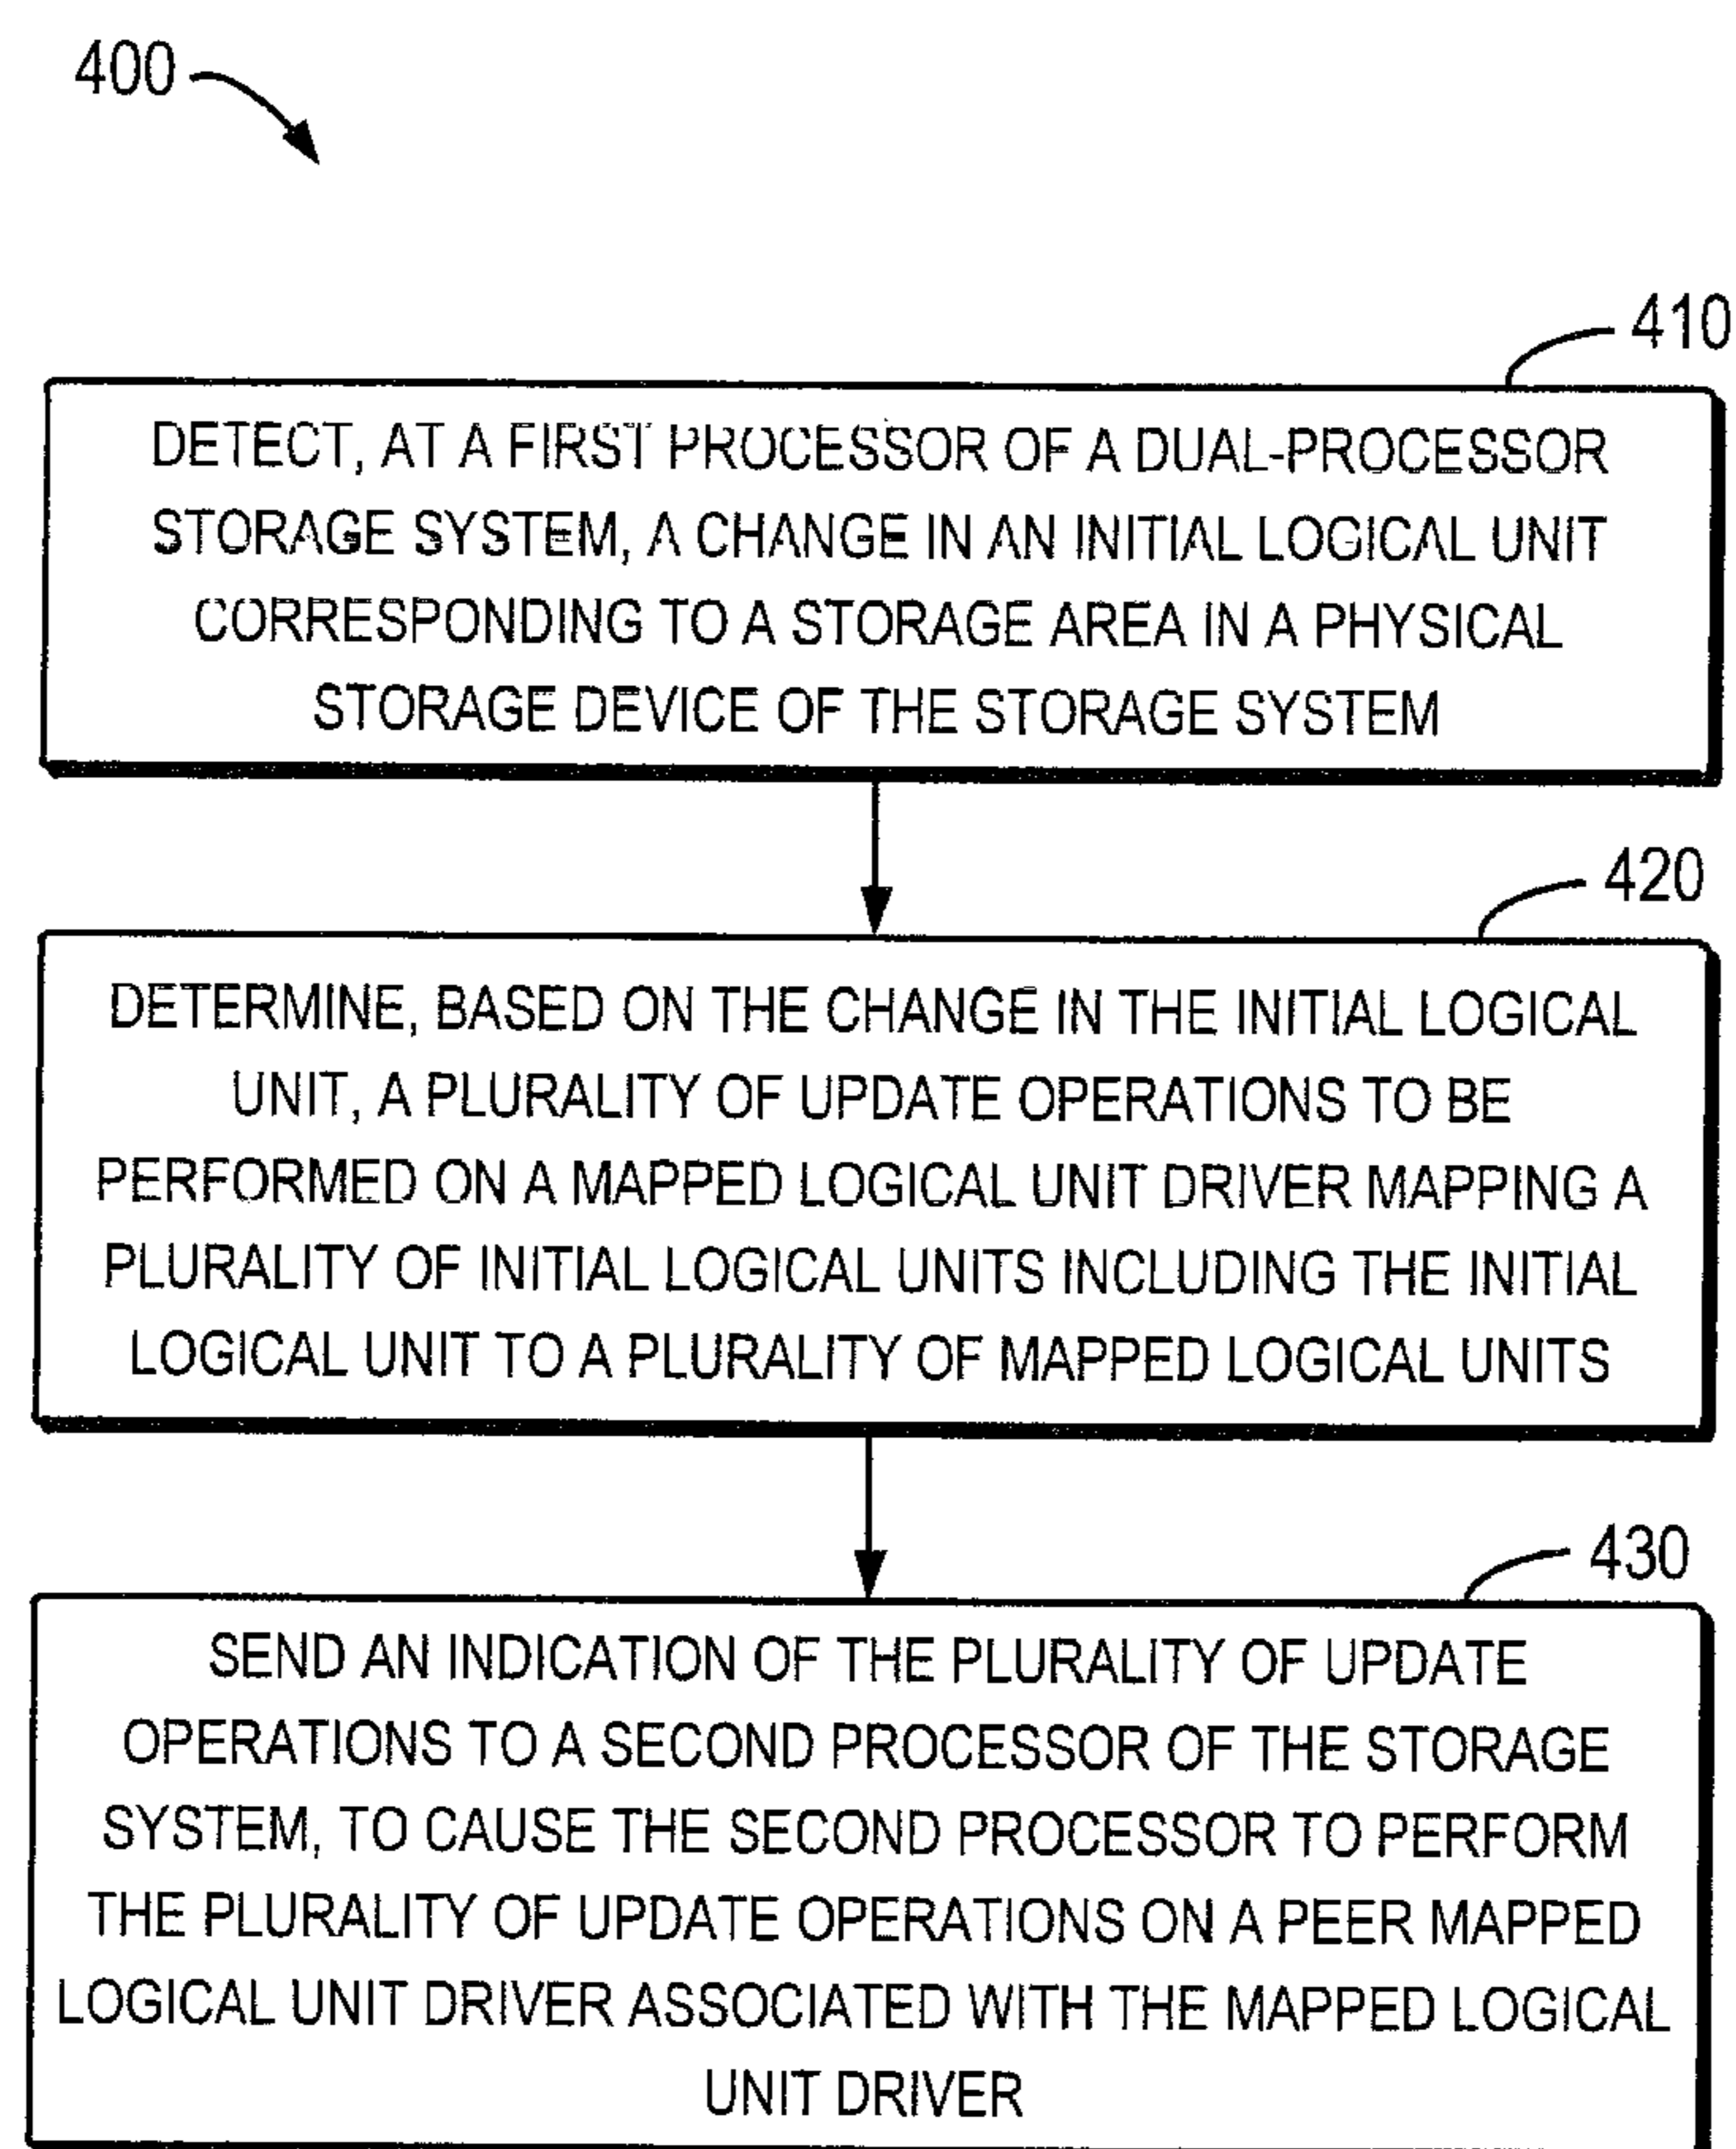 400
410
DETECT, AT A FIRST PROCESSOR OF A DUAL-PROCESSOR
STORAGE SYSTEM, A CHANGE IN AN INITIAL LOGICAL UNIT
CORRESPONDING TO A STORAGE AREA IN A PHYSICAL
STORAGE DEVICE OF THE STORAGE SYSTEM
420
DETERMINE, BASED ON THE CHANGE IN THE INITIAL LOGICAL
UNIT, A PLURALITY OF UPDATE OPERATIONS TO BE
PERFORMED ON A MAPPED LOGICAL UNIT DRIVER MAPPING A
PLURALITY OF INITIAL LOGICAL UNITS INCLUDING THE INITIAL
LOGICAL UNIT TO A PLURALITY OF MAPPED LOGICAL UNITS
430
SEND AN INDICATION OF THE PLURALITY OF UPDATE
OPERATIONS TO A SECOND PROCESSOR OF THE STORAGE
SYSTEM, TO CAUSE THE SECOND PROCESSOR TO PERFORM
THE PLURALITY OF UPDATE OPERATIONS ON A PEER MAPPED
LOGICAL UNIT DRIVER ASSOCIATED WITH THE MAPPED LOGICAL
UNIT DRIVER